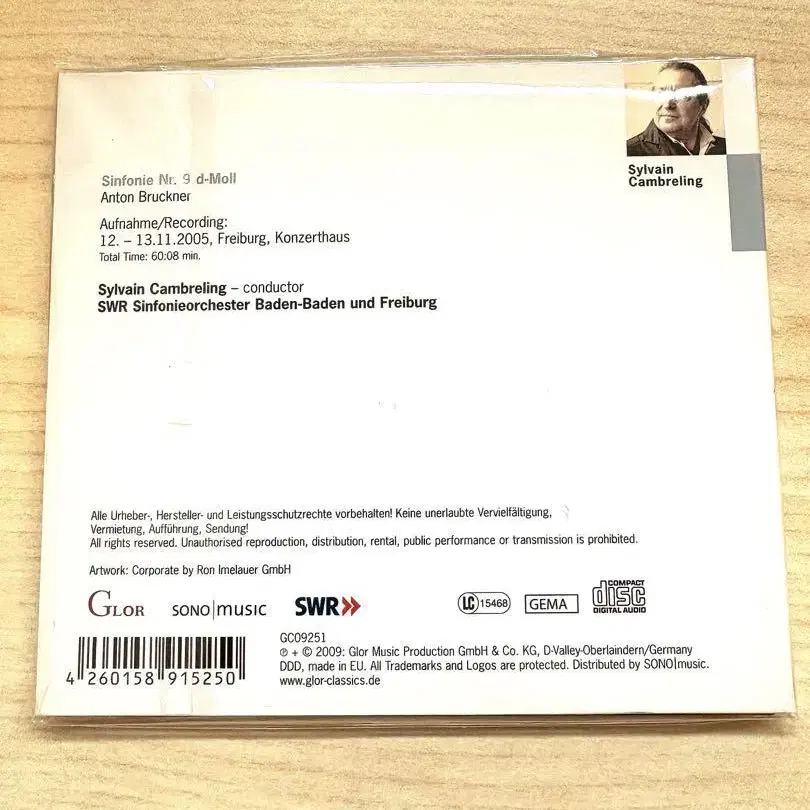 Sylvain
Cambreling
Sinfonie Nr. 9 d-Moll
Anton Bruckner
Aufnahme/Recording:
12. – 13.11.2005, Freiburg, Konzerthaus
Total Time: 60:08 min.
Sylvain Cambreling – conductor
SWR Sinfonieorchester Baden-Baden und Freiburg
Alle Urheber-, Hersteller- und Leistungsschutzrechte vorbehalten! Keine unerlaubte Vervielfältigung,
Vermietung, Aufführung, Sendung!
All rights reserved. Unauthorised reproduction, distribution, rental, public performance or transmission is prohibited.
Artwork: Corporate by Ron Imelauer GmbH
GLOR SONO|music SWR» LC 15468 GEMA COMPACT disc DIGITAL AUDIO
GC09251
℗ + © 2009: Glor Music Production GmbH & Co. KG, D-Valley-Oberlaindern/Germany
DDD, made in EU. All Trademarks and Logos are protected. Distributed by SONO|music.
www.glor-classics.de
4 260158 915250